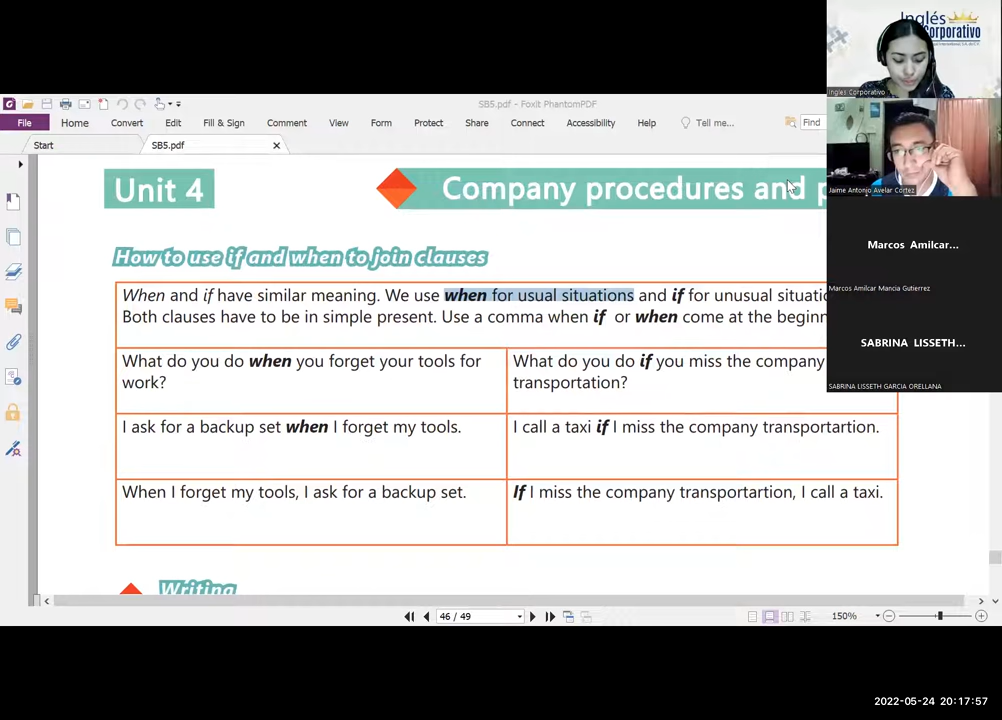 Inglés
Corporativo
Ingles Corporativo
SB5.pdf - Foxit PhantomPDF
File Home Convert Edit Fill & Sign Comment View Form Protect Share Connect Accessibility Help Tell me... Find
Start SB5.pdf
Jaime Antonio Avelar Cortez
Unit 4 Company procedures and p
Marcos Amilcar...
Marcos Amilcar Mancia Gutierrez
How to use if and when to join clauses
When and if have similar meaning. We use when for usual situations and if for unusual situatio
Both clauses have to be in simple present. Use a comma when if or when come at the beginn
SABRINA LISSETH...
SABRINA LISSETH GARCIA ORELLANA
What do you do when you forget your tools for
work?
What do you do if you miss the company
transportation?
I ask for a backup set when I forget my tools.
I call a taxi if I miss the company transportartion.
When I forget my tools, I ask for a backup set.
If I miss the company transportartion, I call a taxi.
Writing
46 / 49
150%
2022-05-24 20:17:57